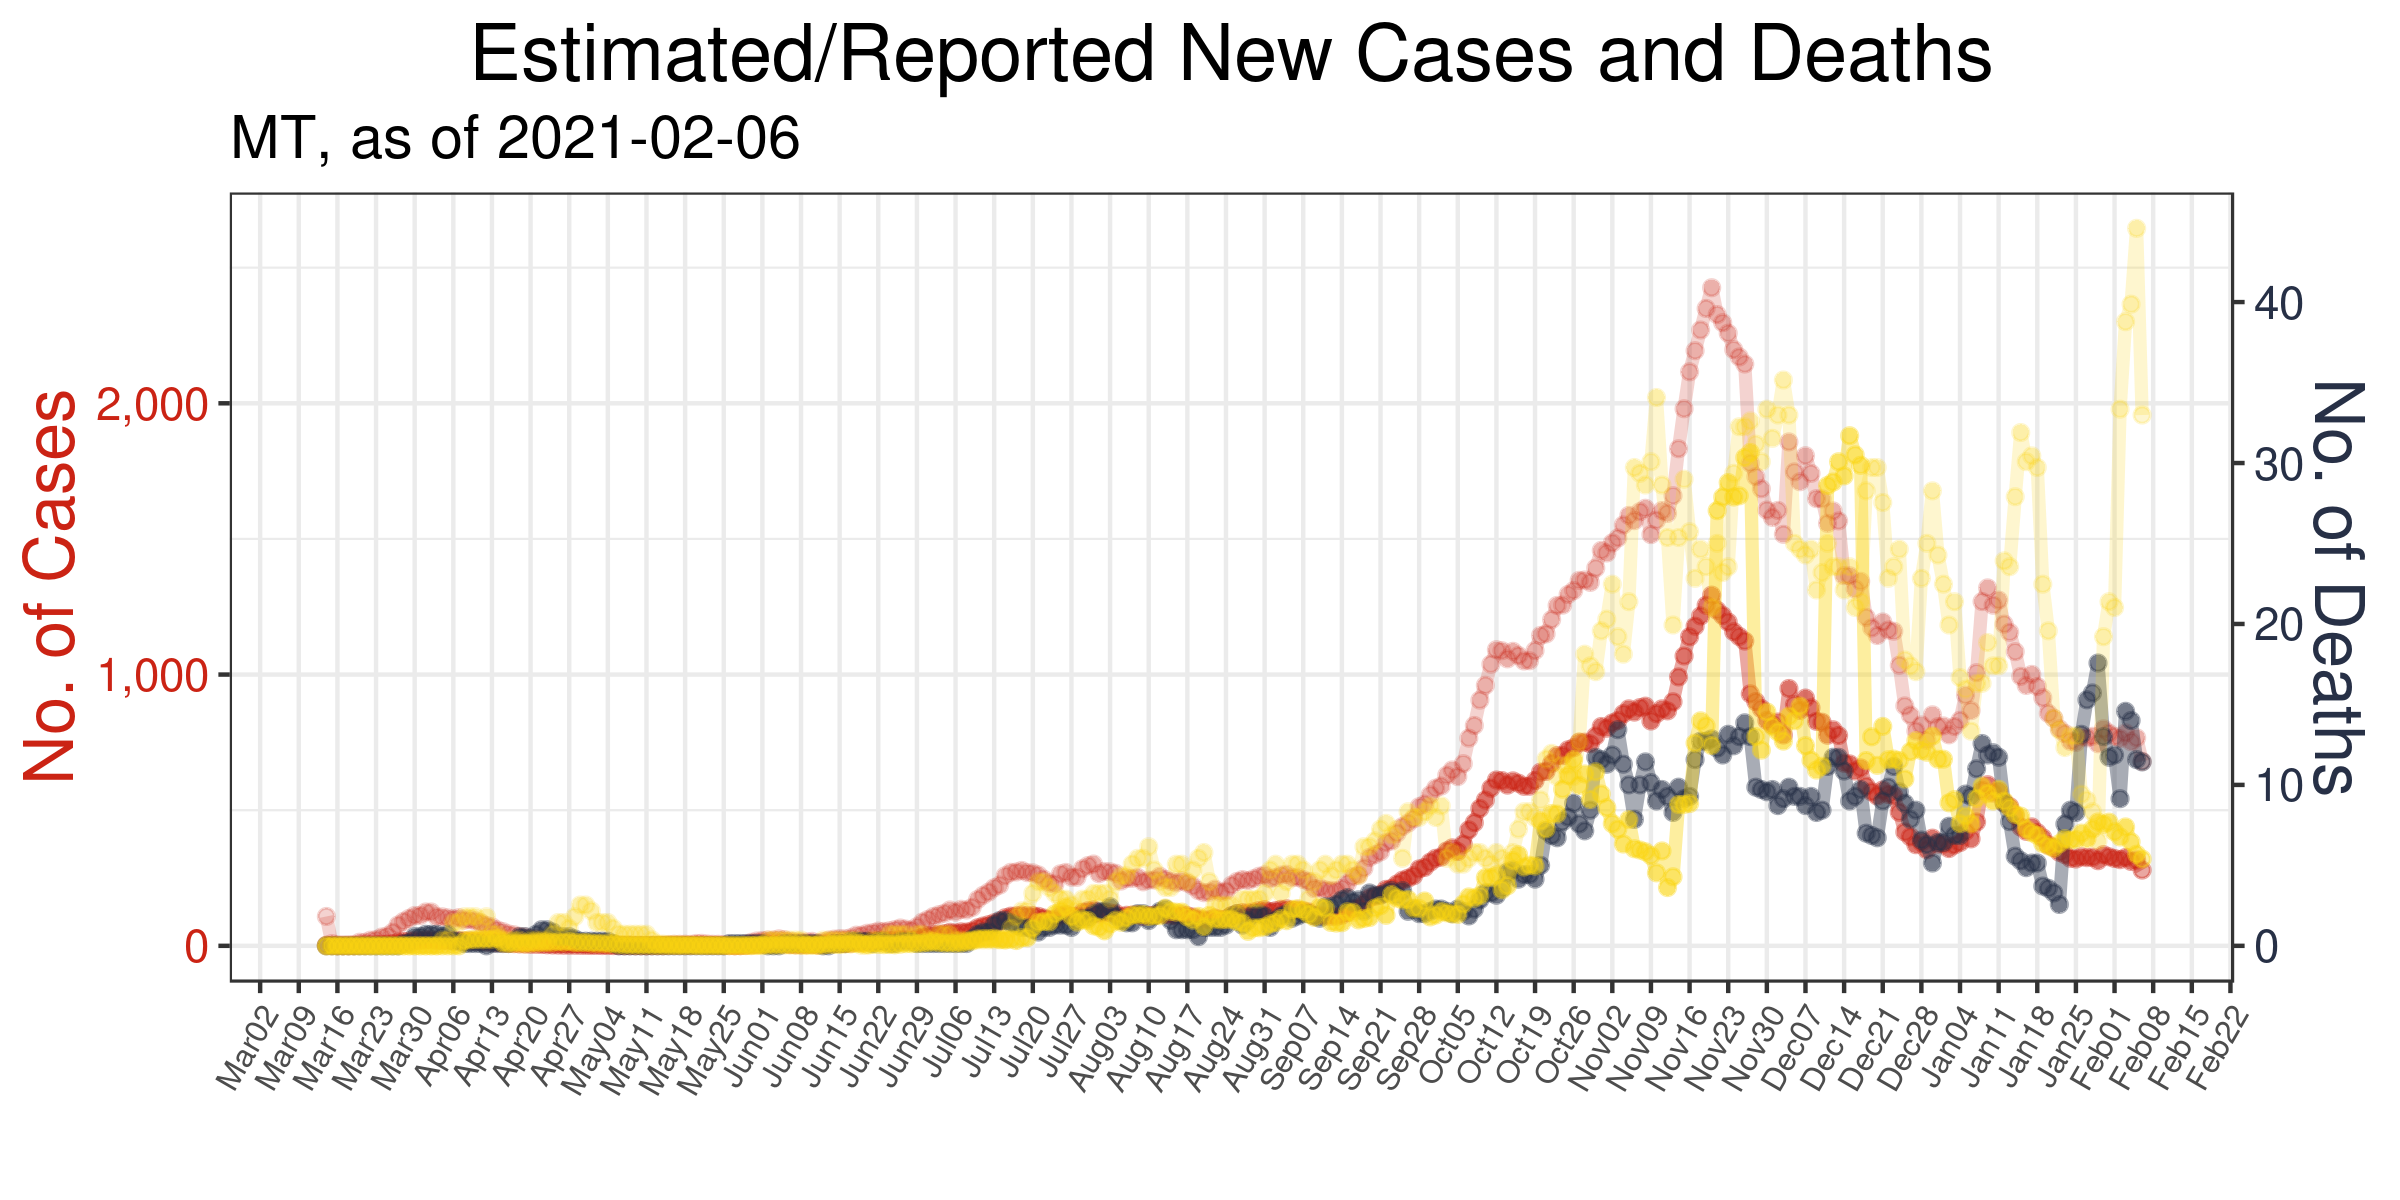 Estimated/Reported New Cases and Deaths
MT, as of 2021-02-06
No. of Cases
2,000
1,000
0
40
30
20
10
0
No. of Deaths
Mar02 Mar09 Mar16 Mar23 Mar30 Apr06 Apr13 Apr20 Apr27 May04 May11 May18 May25 Jun01 Jun08 Jun15 Jun22 Jun29 Jul06 Jul13 Jul20 Jul27 Aug03 Aug10 Aug17 Aug24 Aug31 Sep07 Sep14 Sep21 Sep28 Oct05 Oct12 Oct19 Oct26 Nov02 Nov09 Nov16 Nov23 Nov30 Dec07 Dec14 Dec21 Dec28 Jan04 Jan11 Jan18 Jan25 Feb01 Feb08 Feb15 Feb22